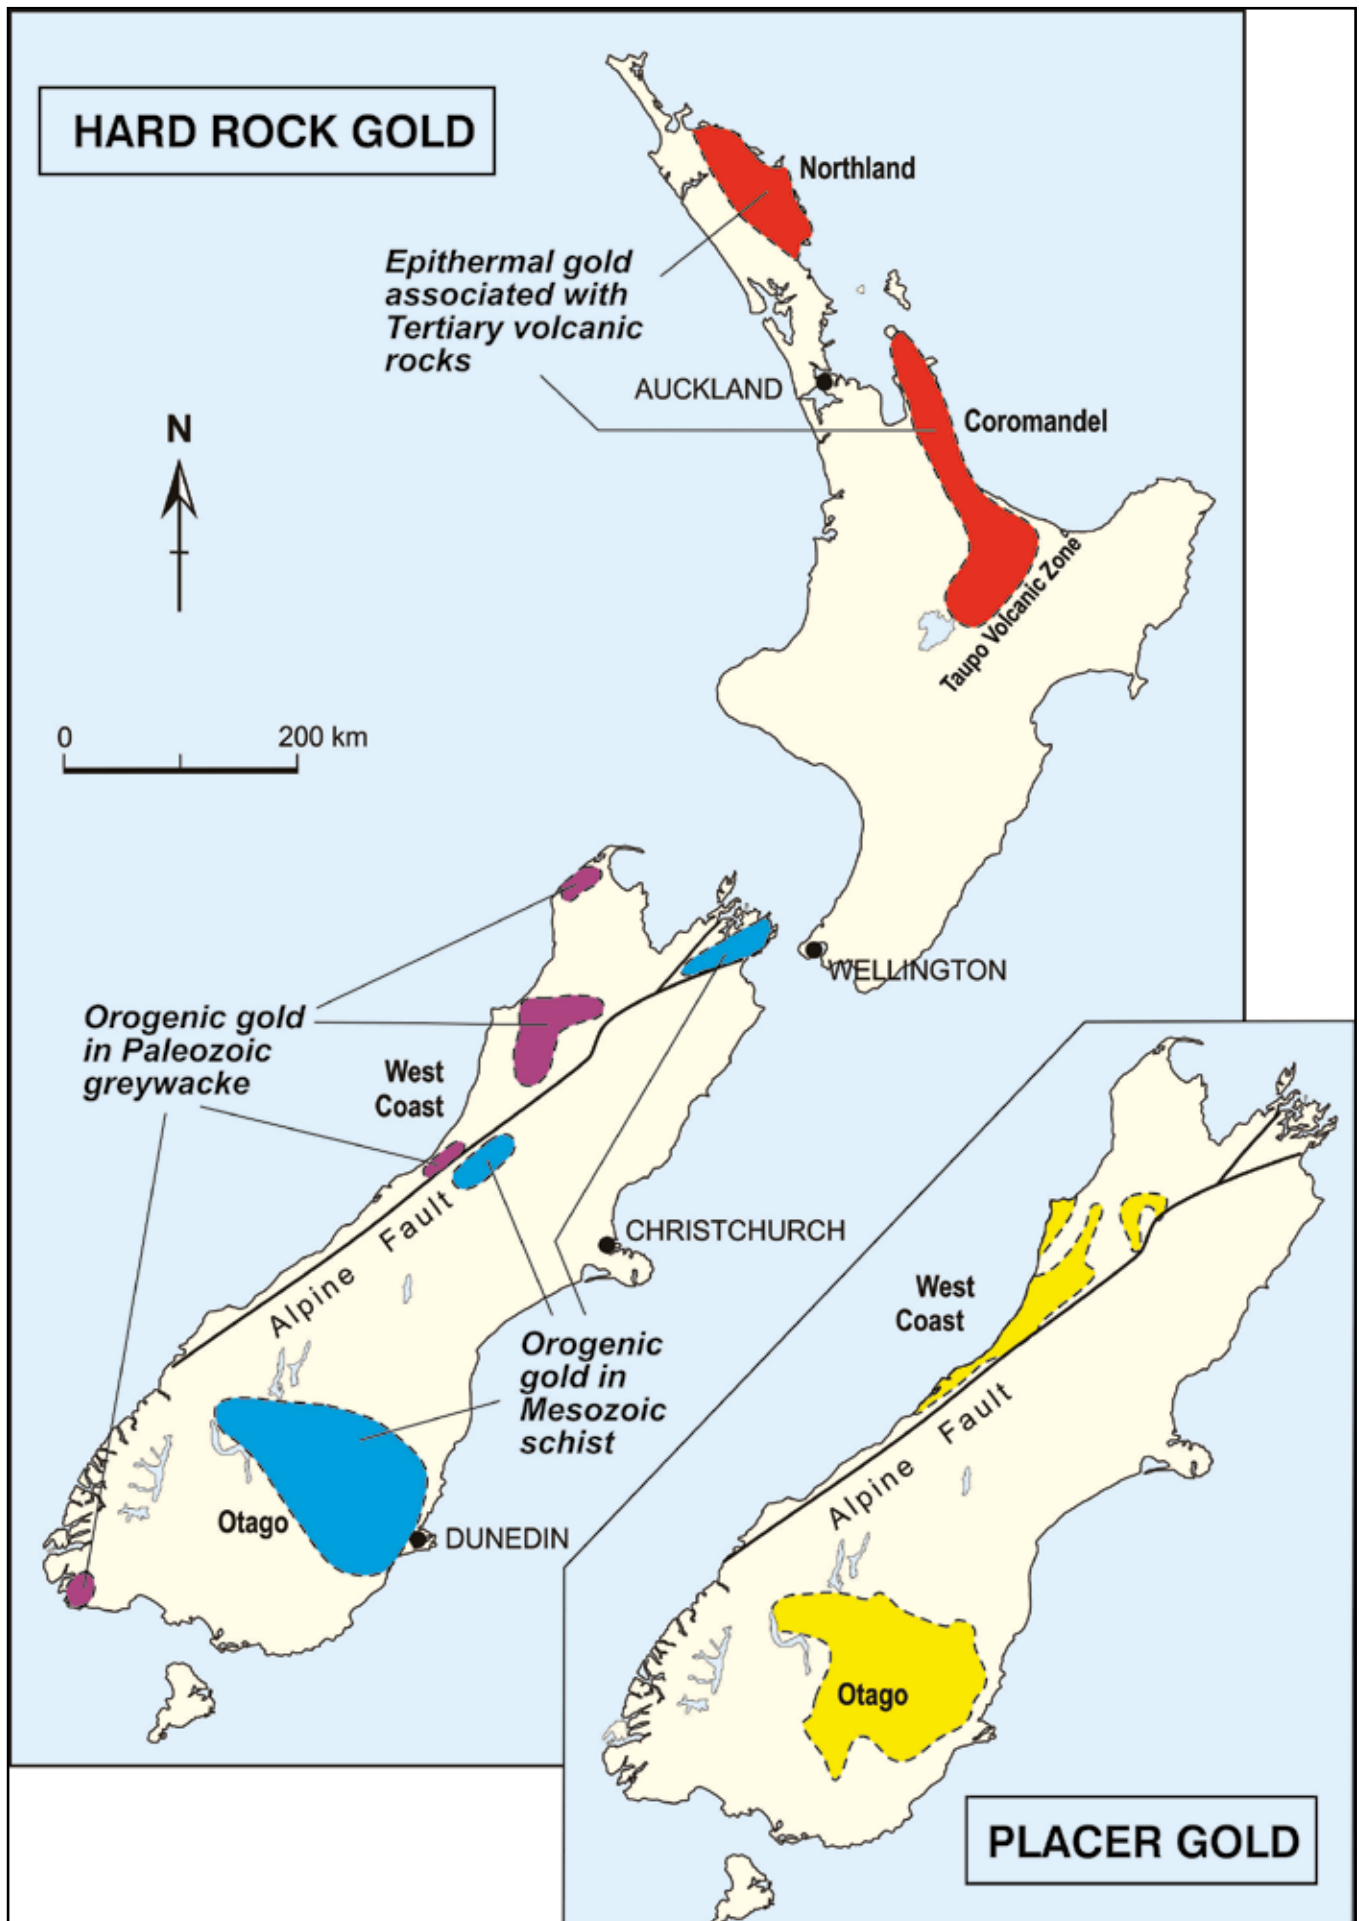 HARD ROCK GOLD
Northland
Epithermal gold
associated with
Tertiary volcanic
rocks
AUCKLAND
Coromandel
N
Taupo Volcanic Zone
0 200 km
WELLINGTON
Orogenic gold
in Paleozoic
greywacke
West
Coast
CHRISTCHURCH
Alpine Fault
Orogenic
gold in
Mesozoic
schist
Otago
DUNEDIN
West
Coast
Alpine Fault
Otago
PLACER GOLD